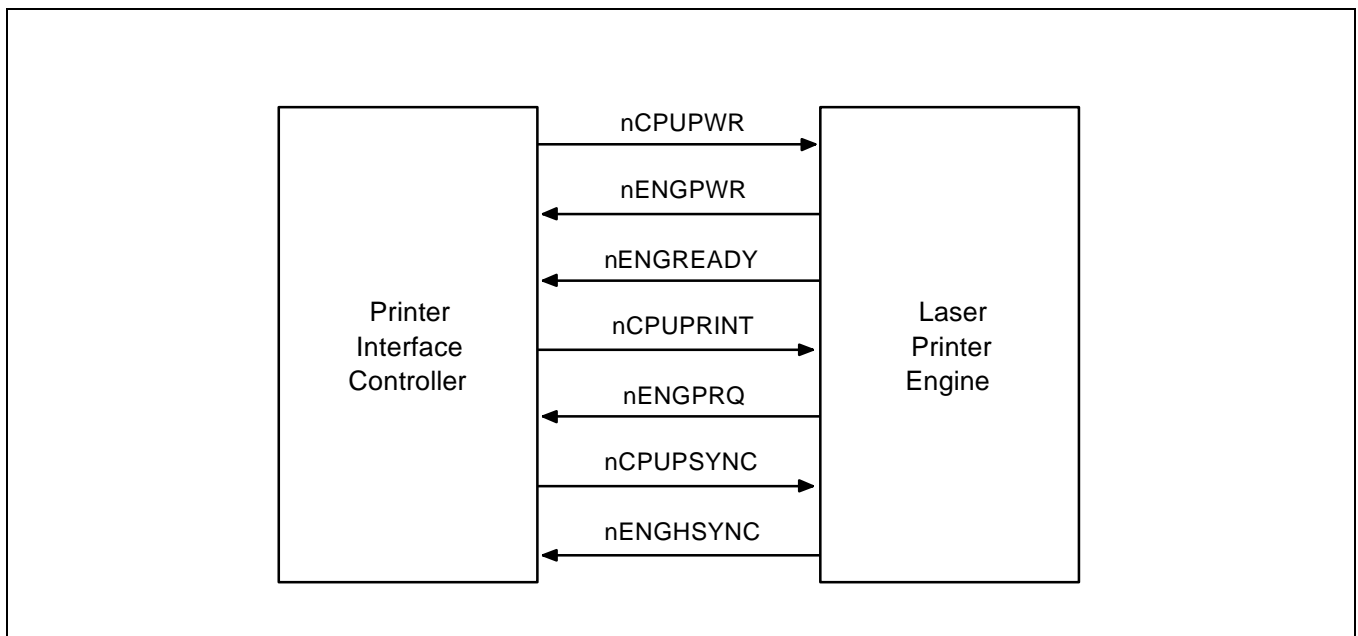 nCPUPWR
nENGPWR
nENGREADY
Printer
Interface
Controller
nCPUPRINT
nENGPRQ
nCPUPSYNC
nENGHSYNC
Laser
Printer
Engine